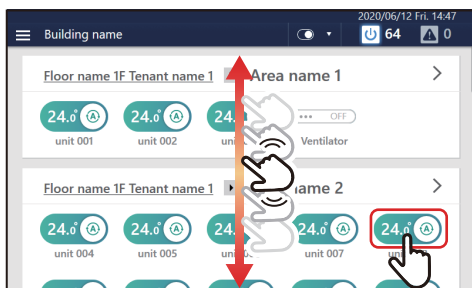 2020/06/12 Fri. 14:47
Building name 64 0
Floor name 1F Tenant name 1 Area name 1
24.0° A 24.0° A 24. OFF
unit 001 unit 002 Ventilator
Floor name 1F Tenant name 1 name 2
24.0° A 24.0° A 24. 24.0° A 24.0° A
unit 004 unit 005 unit 007